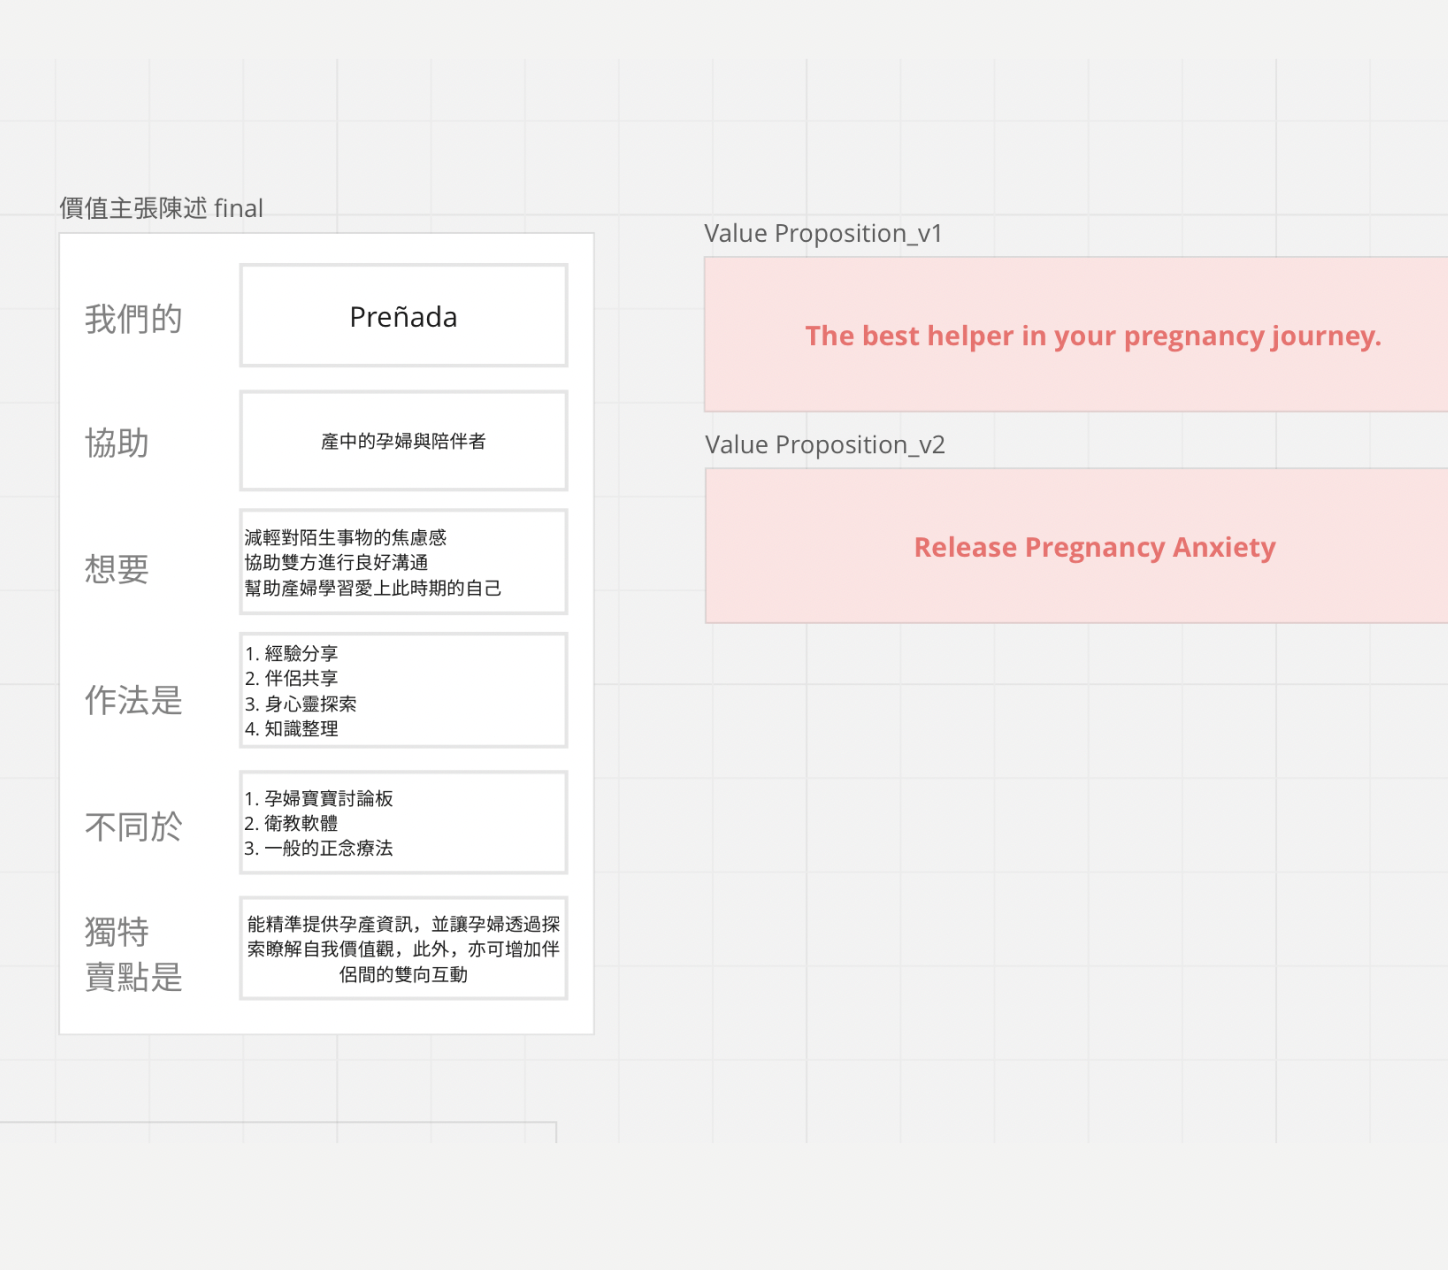 價值主張陳述 final
我們的
Preñada
協助
產中的孕婦與陪伴者
想要
減輕對陌生事物的焦慮感
協助雙方進行良好溝通
幫助產婦學習愛上此時期的自己
作法是
1. 經驗分享
2. 伴侶共享
3. 身心靈探索
4. 知識整理
不同於
1. 孕婦寶寶討論板
2. 衛教軟體
3. 一般的正念療法
獨特
賣點是
能精準提供孕產資訊，並讓孕婦透過探
索瞭解自我價值觀，此外，亦可增加伴
侶間的雙向互動
Value Proposition_v1
The best helper in your pregnancy journey.
Value Proposition_v2
Release Pregnancy Anxiety